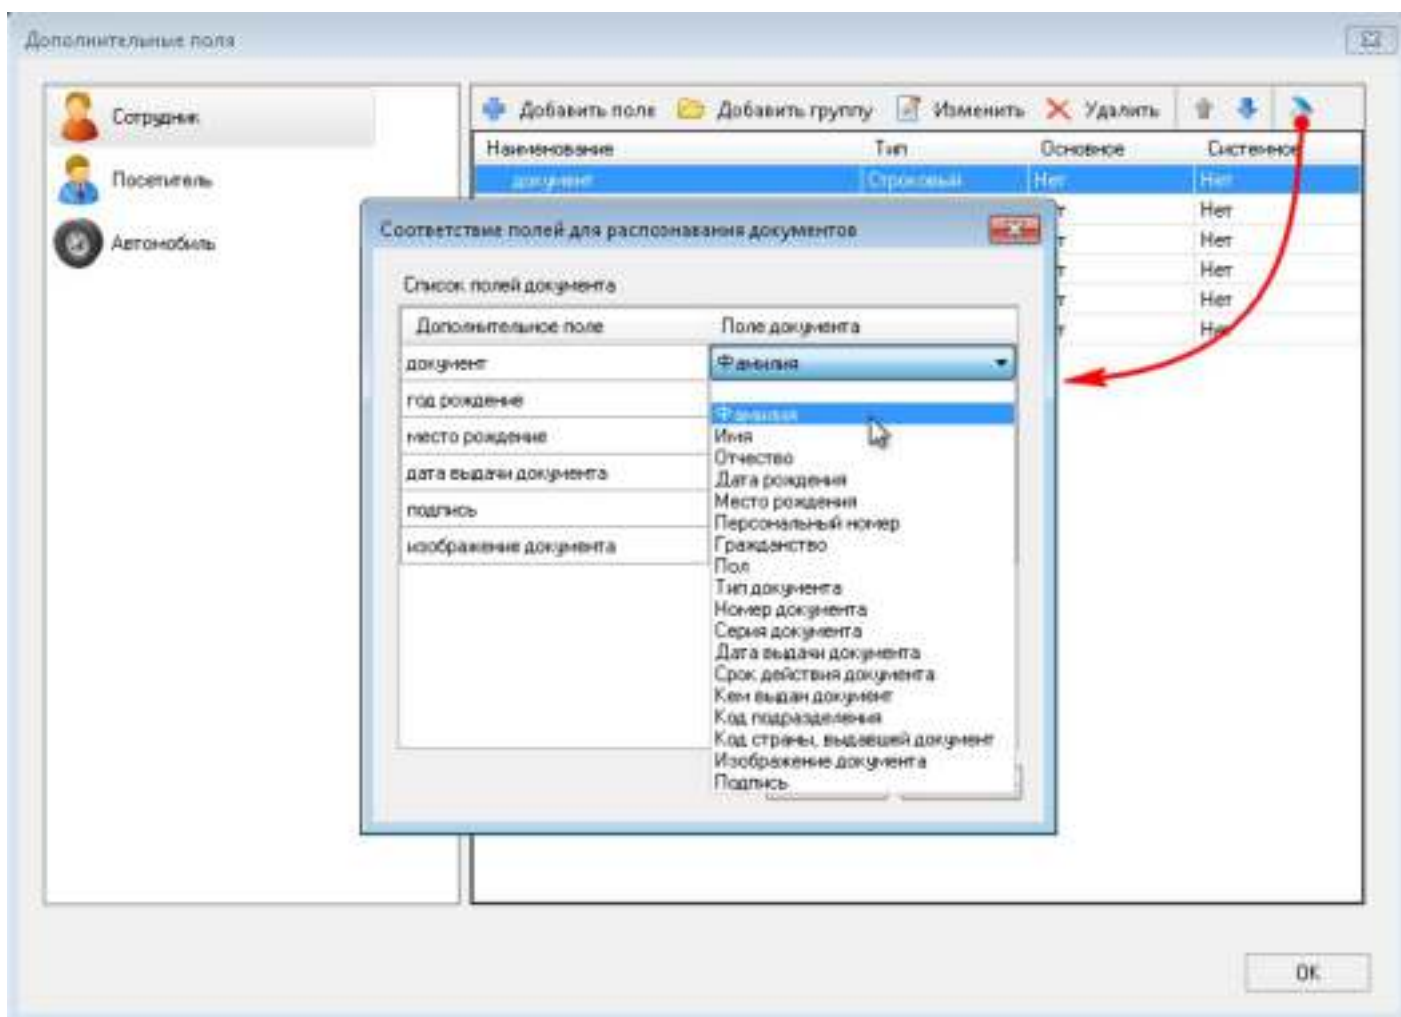 Дополнительные поля
Сотрудник
Посетитель
Автомобиль
Добавить поле Добавить группу Изменить Удалить
Наименование Тип Основное Системное
документ Строковый Нет Нет
Нет
Нет
Нет
Нет
Нет
Соответствие полей для распознавания документов
Список полей документа
Дополнительное поле Поле документа
документ Фамилия
год рождение
место рождение
дата выдачи документа
подпись
изображение документа
Фамилия
Имя
Отчество
Дата рождения
Место рождения
Персональный номер
Гражданство
Пол
Тип документа
Номер документа
Серия документа
Дата выдачи документа
Срок действия документа
Кем выдан документ
Код подразделения
Код страны, выдавшей документ
Изображение документа
Подпись
OK